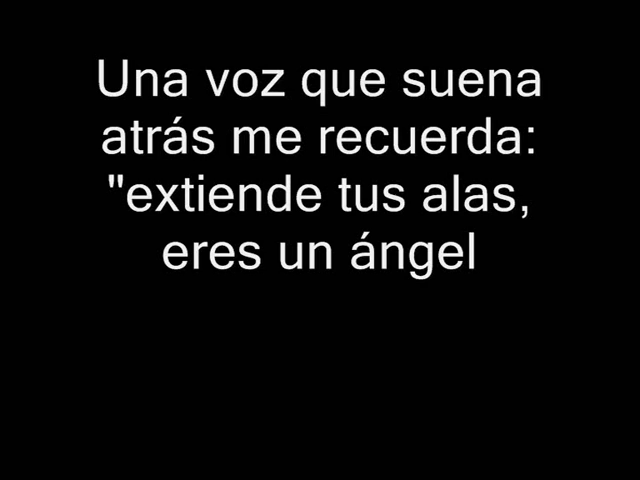 Una voz que suena
atrás me recuerda:
"extiende tus alas,
eres un ángel